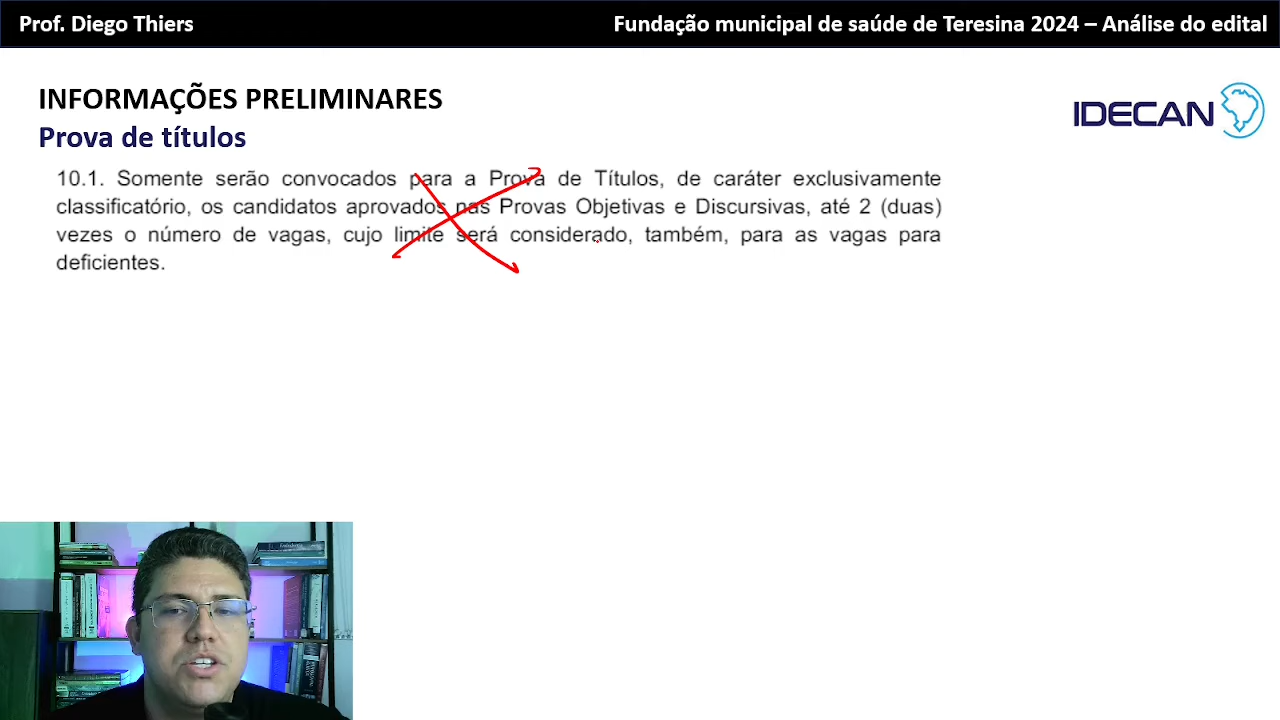 Prof. Diego Thiers
Fundação municipal de saúde de Teresina 2024 – Análise do edital
INFORMAÇÕES PRELIMINARES
IDECAN
Prova de títulos
10.1. Somente serão convocados para a Prova de Títulos, de caráter exclusivamente
classificatório, os candidatos aprovados nas Provas Objetivas e Discursivas, até 2 (duas)
vezes o número de vagas, cujo limite será considerado, também, para as vagas para
deficientes.